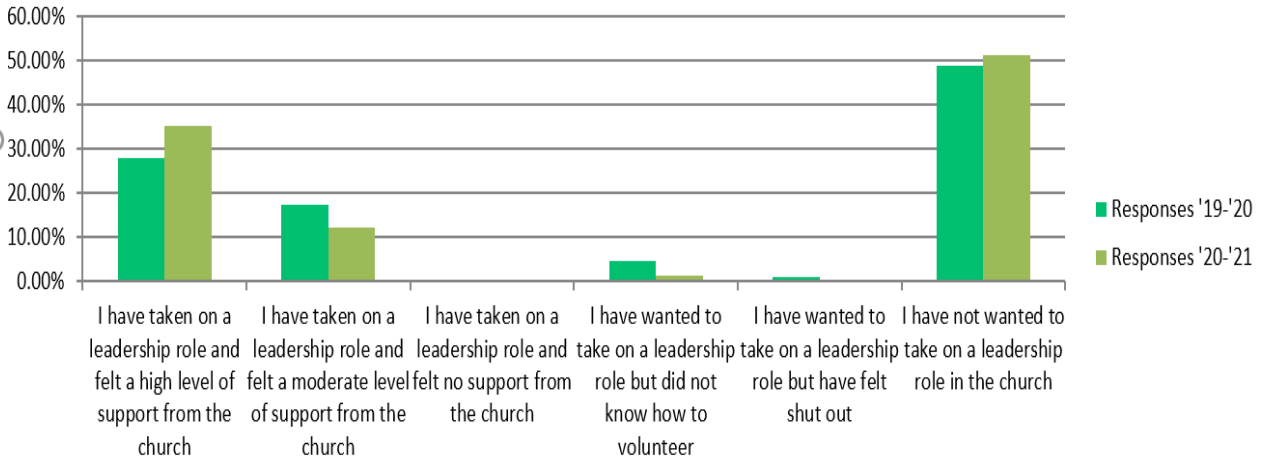 60.00%
50.00%
40.00%
30.00%
20.00%
10.00%
0.00%
I have taken on a
leadership role and
felt a high level of
support from the
church
I have taken on a
leadership role and
felt a moderate level
of support from the
church
I have taken on a
leadership role and
felt no support from
the church
I have wanted to
take on a leadership
role but did not
know how to
volunteer
I have wanted to
take on a leadership
role but have felt
shut out
I have not wanted to
take on a leadership
role in the church
Responses '19-'20
Responses '20-'21